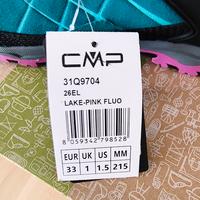 CMP
31Q9704
26EL
LAKE-PINK FLUO
8 059342 798528
EUR UK US MM
33 1 1.5 215